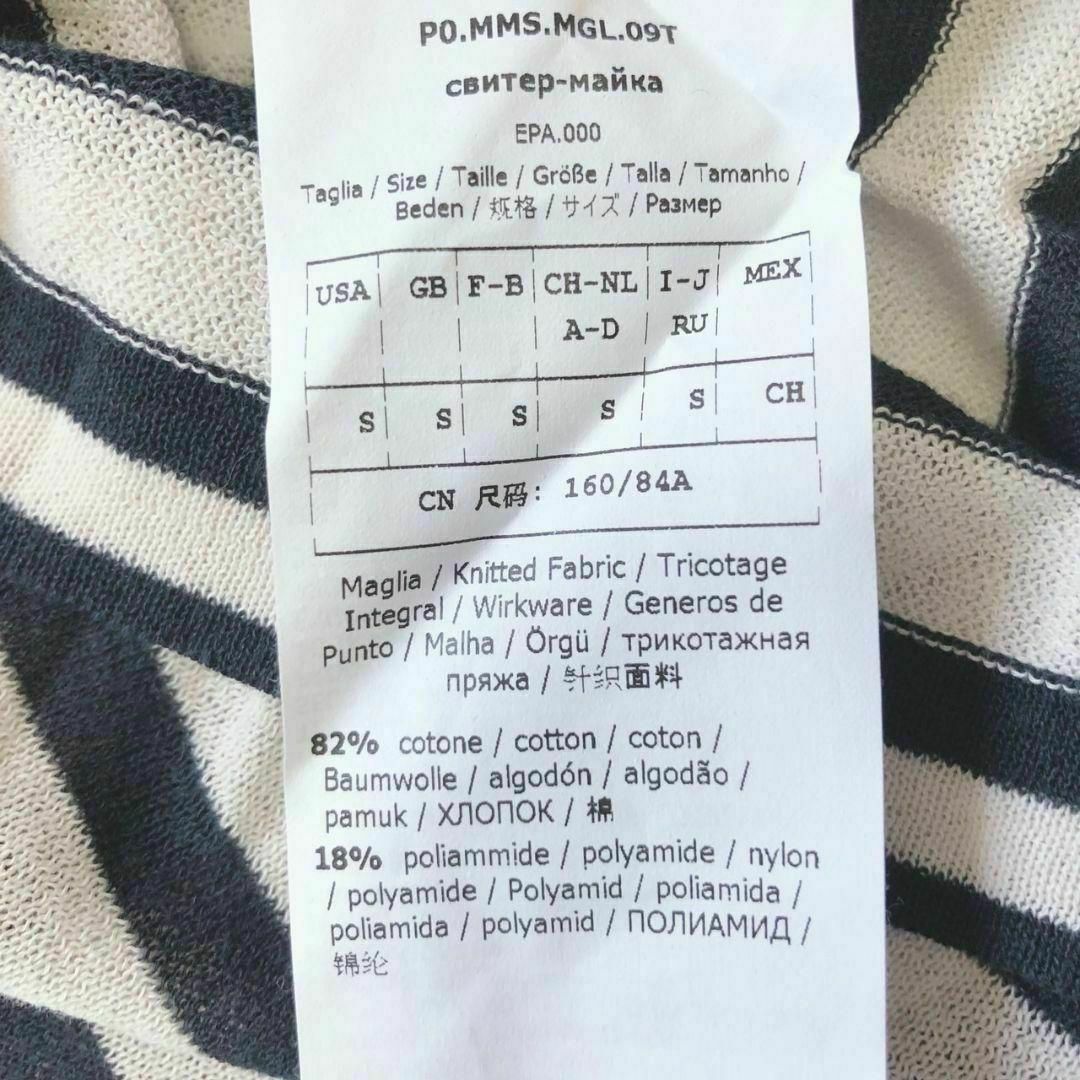 P0.MMS.MGL.09T
свитер-майка
EPA.000
Taglia / Size / Taille / Größe / Talla / Tamanho /
Beden / 规格 / サイズ / Размер
USA GB F-B CH-NL I-J MEX
A-D RU
S S S S S CH
CN 尺码: 160/84A
Maglia / Knitted Fabric / Tricotage
Integral / Wirkware / Generos de
Punto / Malha / Örgü / трикотажная
пряжа / 针织面料
82% cotone / cotton / coton /
Baumwolle / algodón / algodão /
pamuk / ХЛОПОК / 棉
18% poliammide / polyamide / nylon
/ polyamide / Polyamid / poliamida /
poliamida / polyamid / ПОЛИАМИД /
锦纶